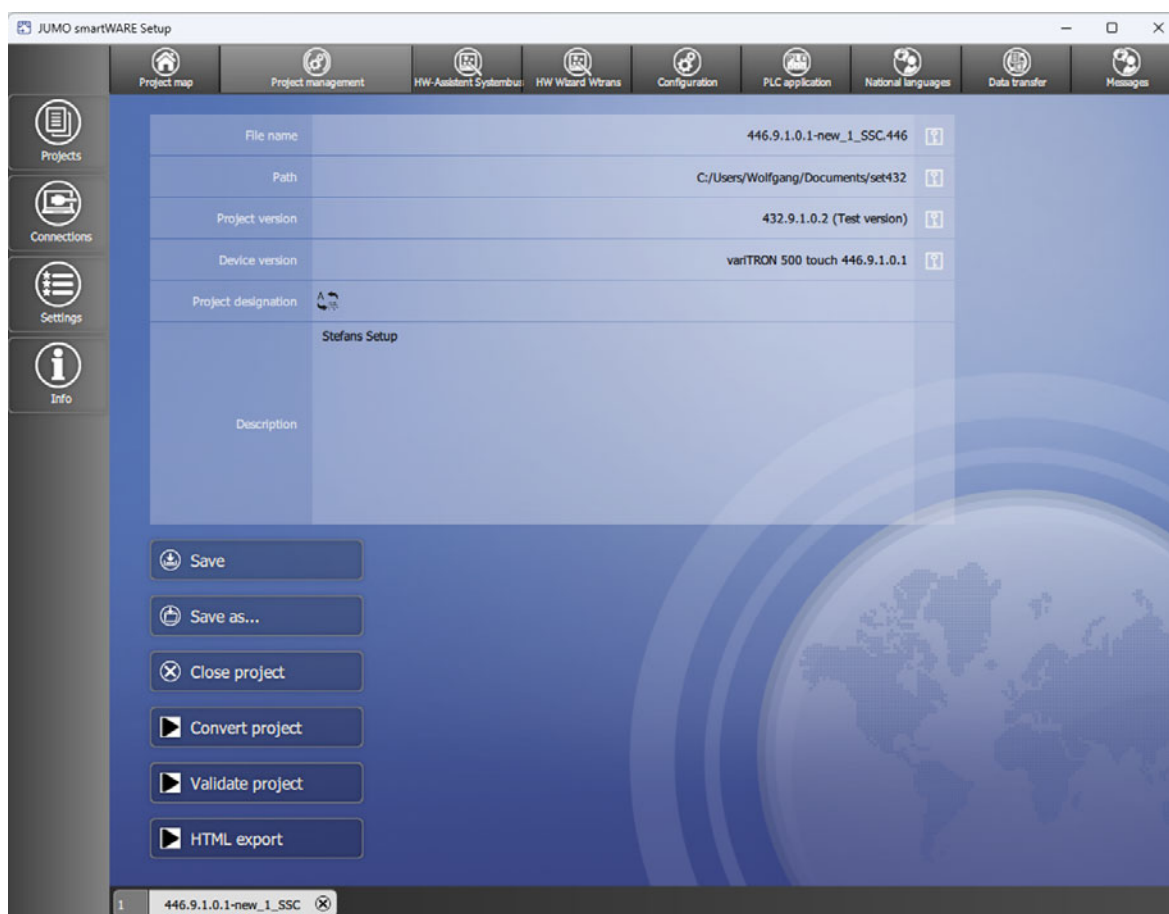 JUMO smartWARE Setup
Project map
Project management
HW-Assistent Systembus
HW Wizard Wtrans
Configuration
PLC application
National languages
Data transfer
Messages
Projects
Connections
Settings
Info
File name 446.9.1.0.1-new_1_SSC.446
Path C:/Users/Wolfgang/Documents/set432
Project version 432.9.1.0.2 (Test version)
Device version variTRON 500 touch 446.9.1.0.1
Project designation
Description Stefans Setup
Save
Save as...
Close project
Convert project
Validate project
HTML export
1 446.9.1.0.1-new_1_SSC